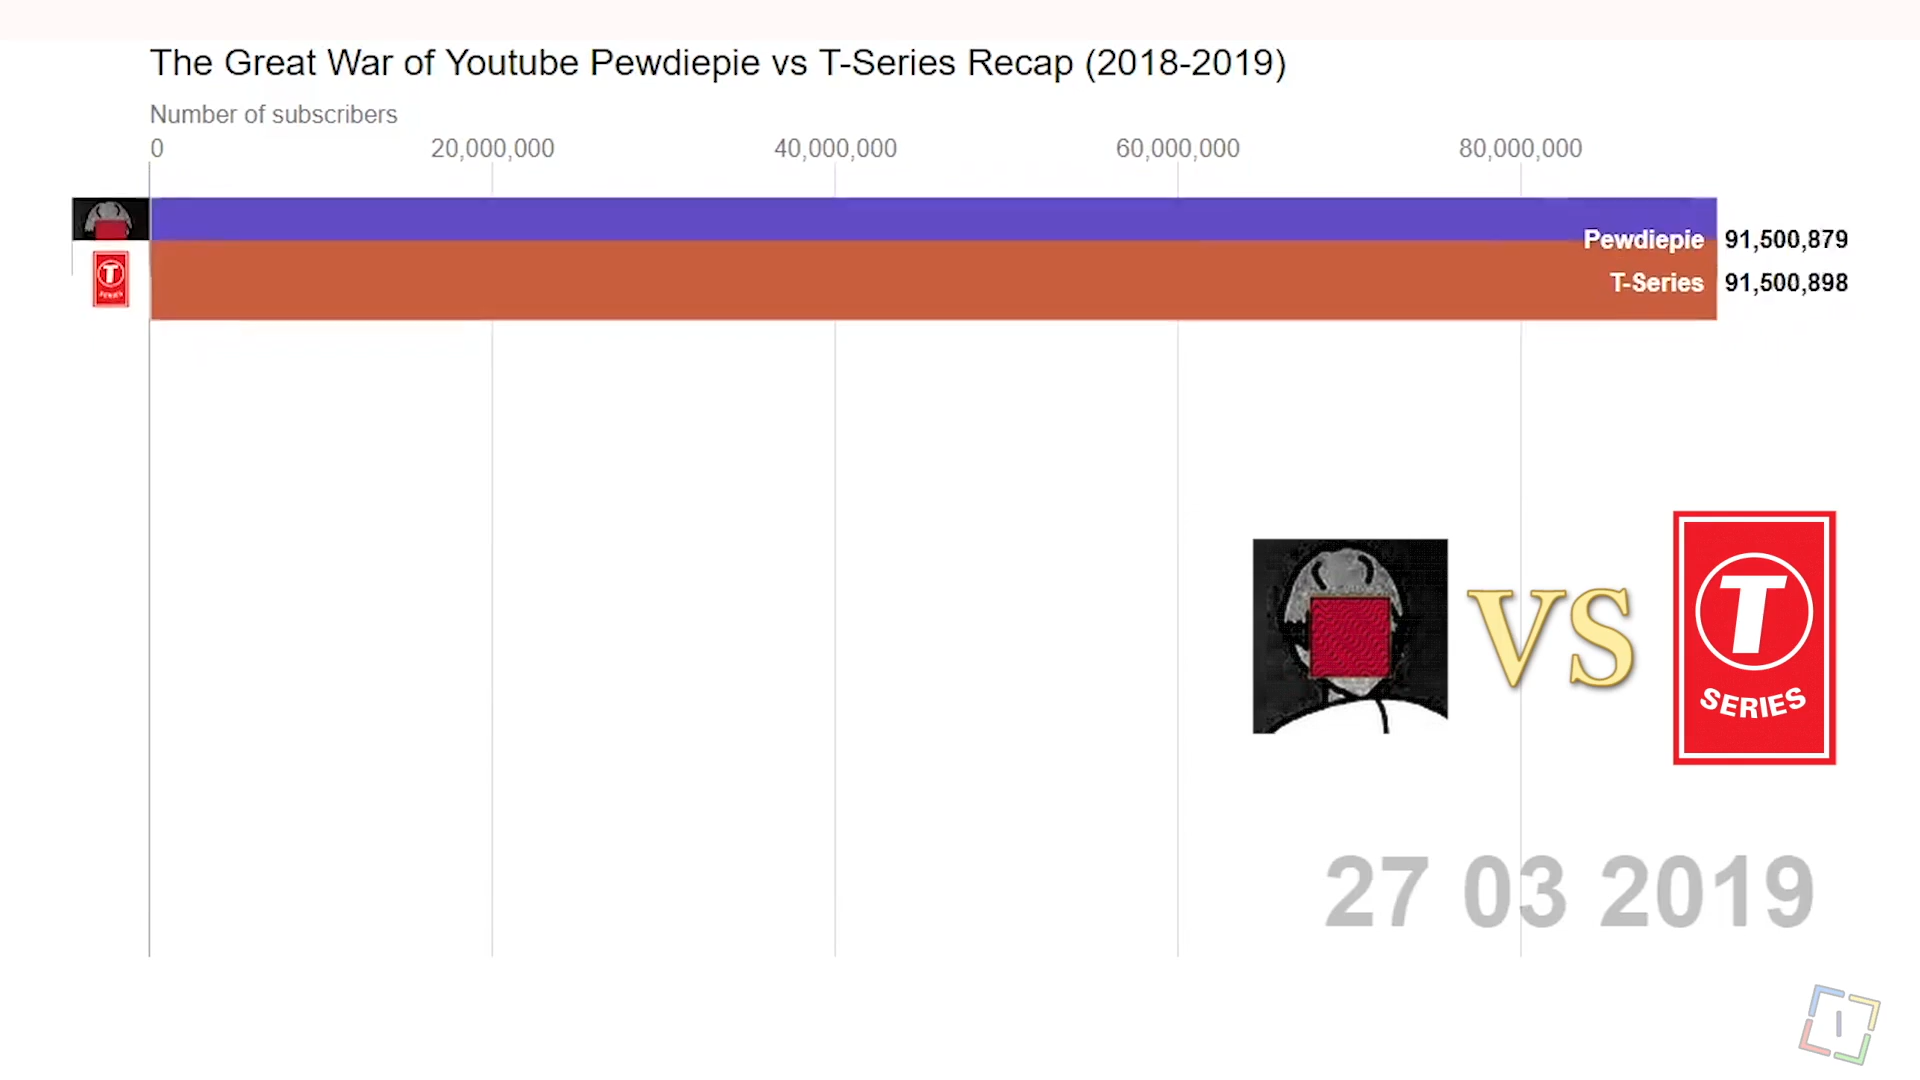 The Great War of Youtube Pewdiepie vs T-Series Recap (2018-2019)
Number of subscribers
0 20,000,000 40,000,000 60,000,000 80,000,000
Pewdiepie 91,500,879
T SERIES
T-Series 91,500,898
VS
T
SERIES
27 03 2019